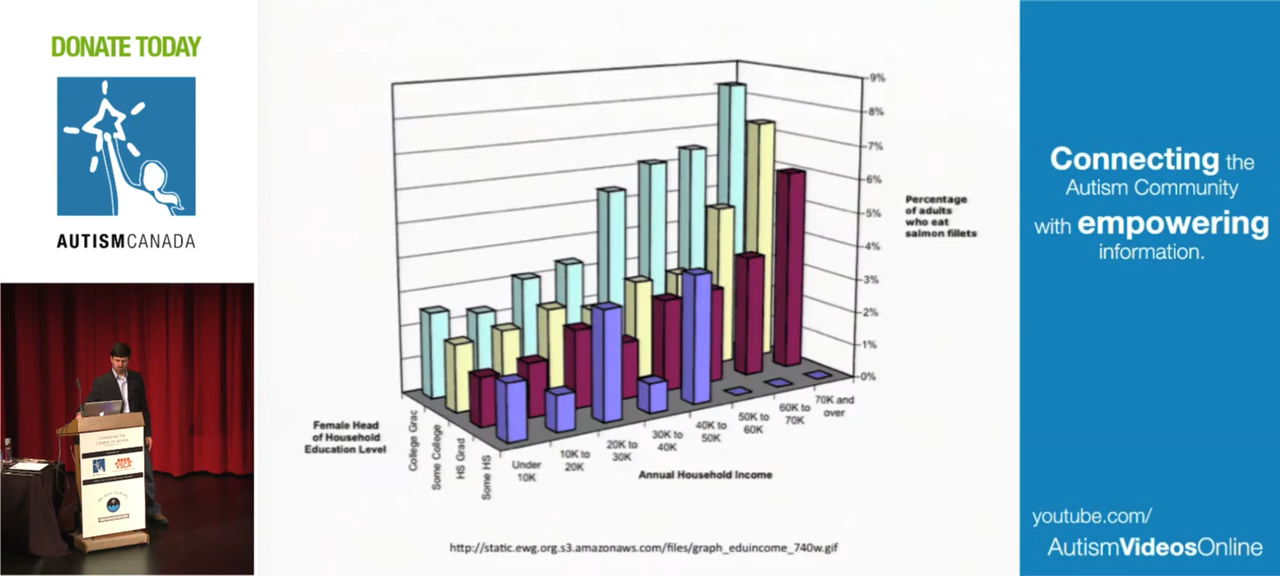 DONATE TODAY
AUTISMCANADA
9%
8%
7%
6%
5%
4%
3%
2%
1%
0%
Percentage
of adults
who eat
salmon fillets
Female Head
of Household
Education Level
College Grac
Some College
HS Grad
Some HS
Under
10K
10K to
20K
20K to
30K
30K to
40K
40K to
50K
50K to
60K
60K to
70K
70K and
over
Annual Household Income
http://static.ewg.org.s3.amazonaws.com/files/graph_eduincome_740w.gif
Connecting the
Autism Community
with empowering
information.
youtube.com/
AutismVideosOnline